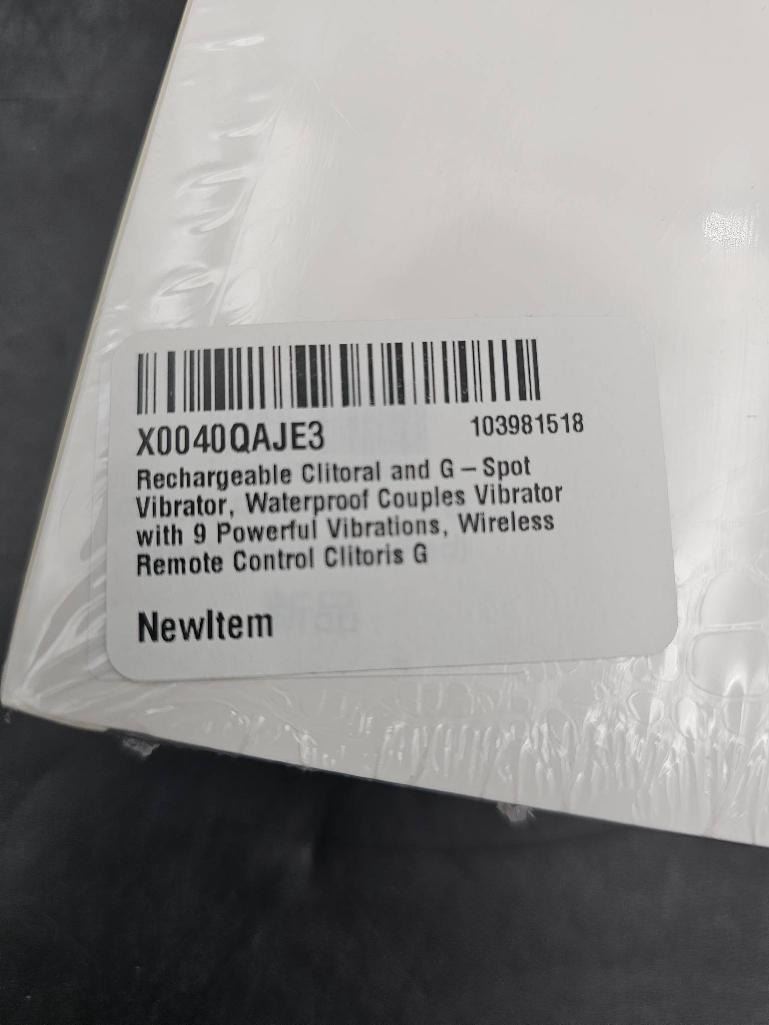 X0040QAJE3 103981518
Rechargeable Clitoral and G – Spot
Vibrator, Waterproof Couples Vibrator
with 9 Powerful Vibrations, Wireless
Remote Control Clitoris G
NewItem